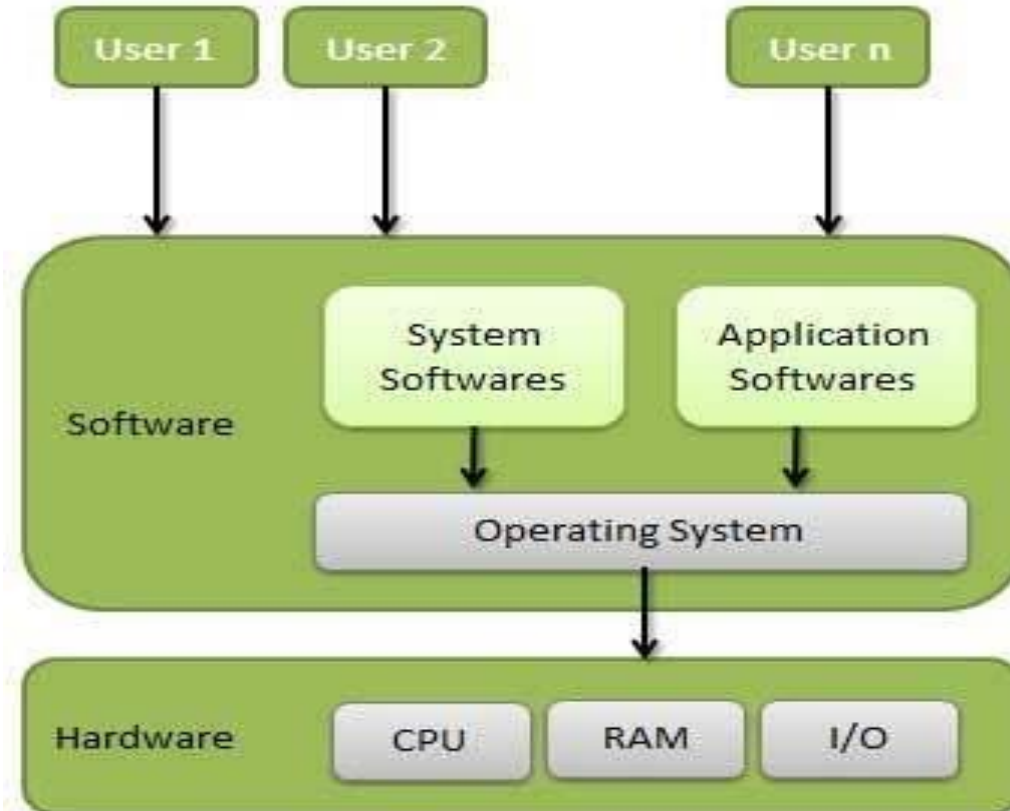 User 1
User 2
User n
System
Softwares
Application
Softwares
Software
Operating System
Hardware
CPU
RAM
I/O